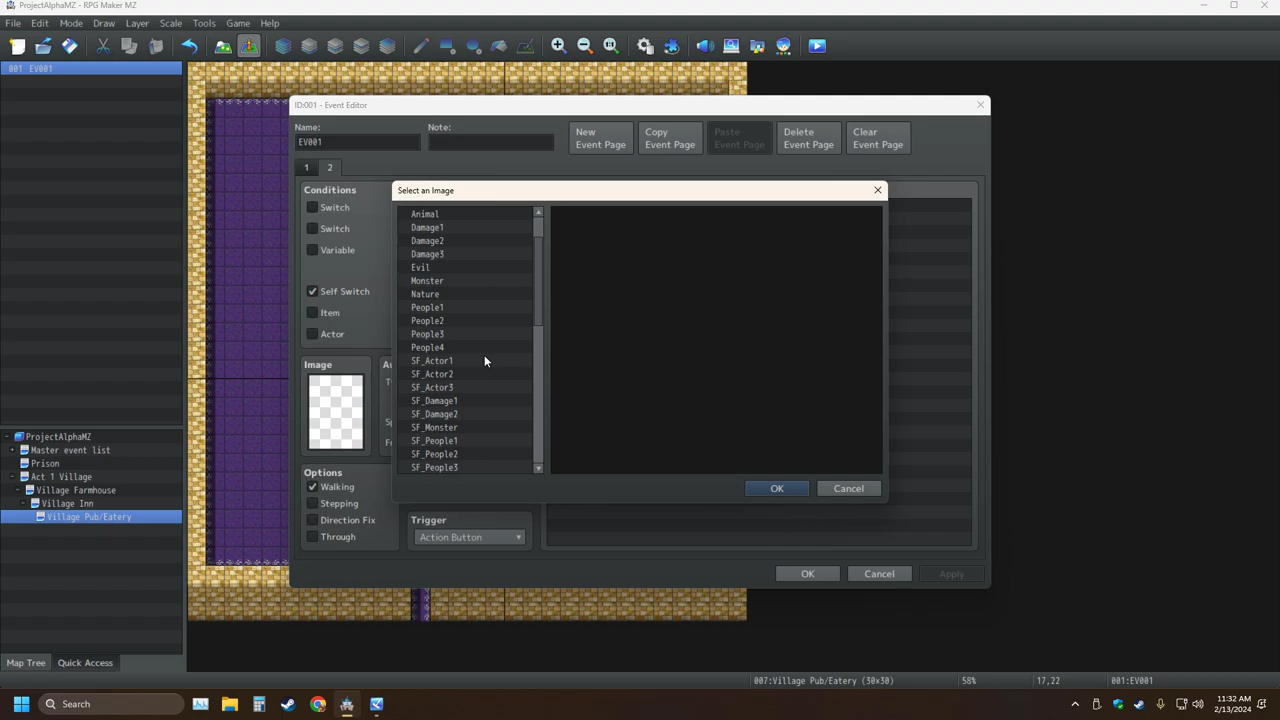 ProjectAlphaMZ - RPG Maker MZ
File Edit Mode Draw Layer Scale Tools Game Help
001 EV001
ID:001 - Event Editor
Name: Note:
EV001
New Event Page
Copy Event Page
Paste Event Page
Delete Event Page
Clear Event Page
1 2
Conditions
Switch
Switch
Variable
Self Switch
Item
Actor
Image
Au
Options
Walking
Stepping
Direction Fix
Through
Trigger
Action Button
OK Cancel Apply
Select an Image
Animal
Damage1
Damage2
Damage3
Evil
Monster
Nature
People1
People2
People3
People4
SF_Actor1
SF_Actor2
SF_Actor3
SF_Damage1
SF_Damage2
SF_Monster
SF_People1
SF_People2
SF_People3
OK Cancel
ProjectAlphaMZ
Master event list
Prison
Act 1 Village
Village Farmhouse
Village Inn
Village Pub/Eatery
Map Tree Quick Access
007:Village Pub/Eatery (30×30) 58% 17,22 001:EV001
Search
11:32 AM
2/13/2024